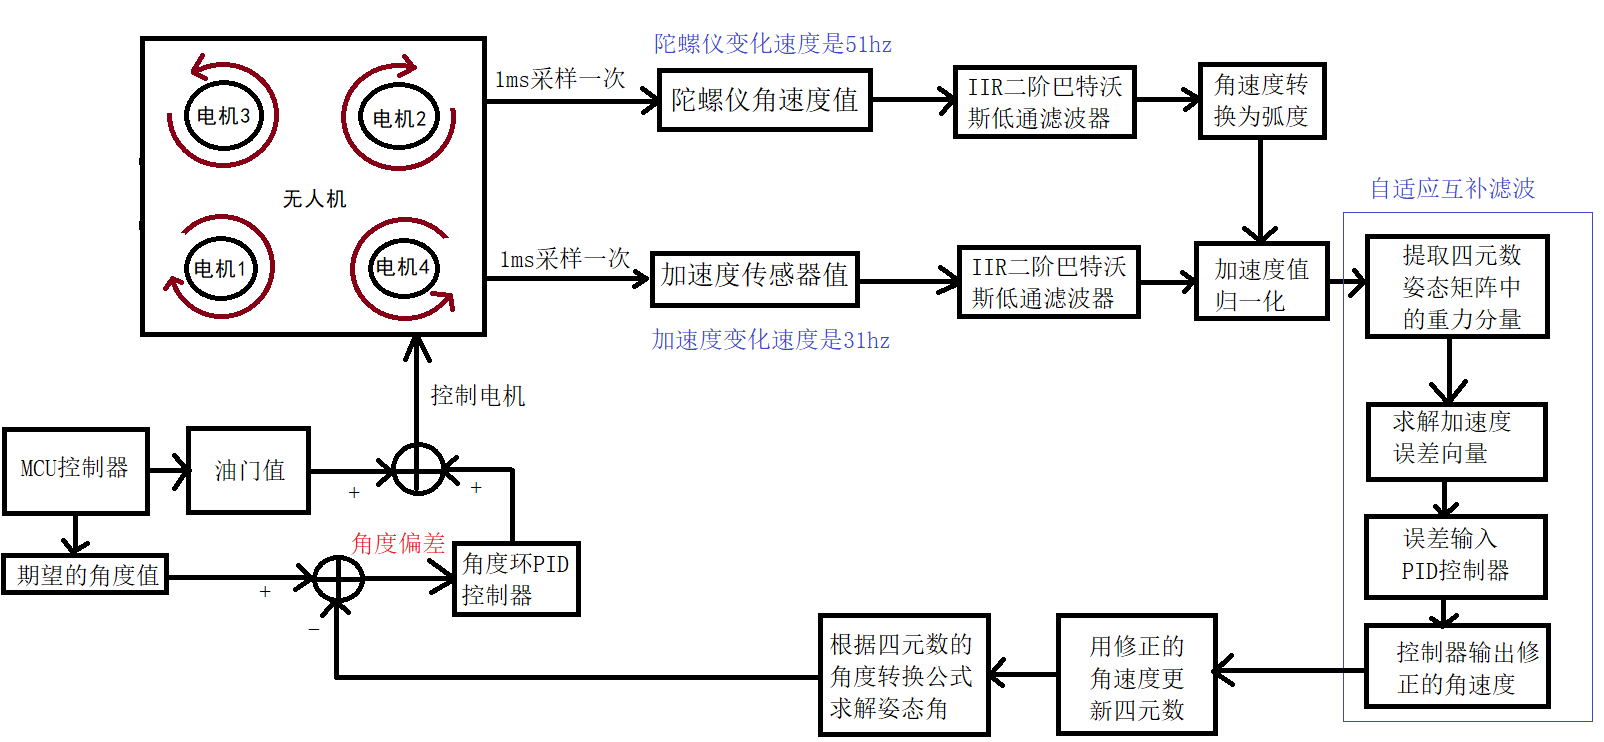 陀螺仪变化速度是51hz
电机3
电机2
1ms采样一次
陀螺仪角速度值
IIR二阶巴特沃
斯低通滤波器
角速度转
换为弧度
自适应互补滤波
无人机
电机1
电机4
1ms采样一次
加速度传感器值
IIR二阶巴特沃
斯低通滤波器
加速度值
归一化
提取四元数
姿态矩阵中
的重力分量
加速度变化速度是31hz
控制电机
求解加速度
误差向量
MCU控制器
油门值
+
+
误差输入
PID控制器
角度偏差
期望的角度值
+
角度环PID
控制器
−
根据四元数的
角度转换公式
求解姿态角
用修正的
角速度更
新四元数
控制器输出修
正的角速度